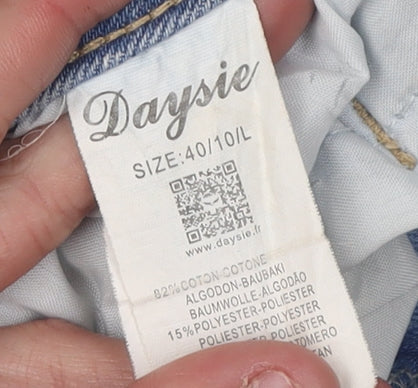 Daysie
SIZE:40/10/L
www.daysie.fr
82%COTON-COTONE
ALGODON-BAUBAKI
BAUMWOLLE-ALGODÃO
15%POLYESTER-POLIESTER
POLIESTER-POLIESTER